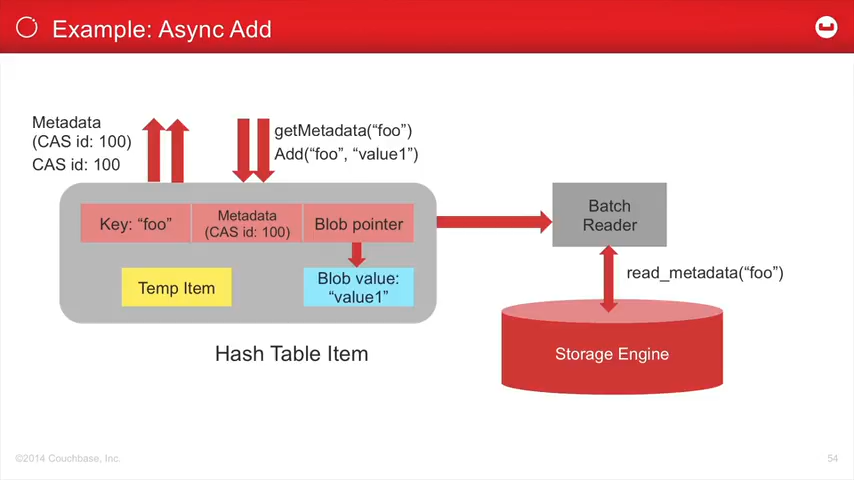 Example: Async Add
Metadata
(CAS id: 100)
CAS id: 100
getMetadata(“foo”)
Add(“foo”, “value1”)
Key: “foo”
Metadata
(CAS id: 100)
Blob pointer
Temp Item
Blob value:
“value1”
Hash Table Item
Batch
Reader
read_metadata(“foo”)
Storage Engine
©2014 Couchbase, Inc.
54